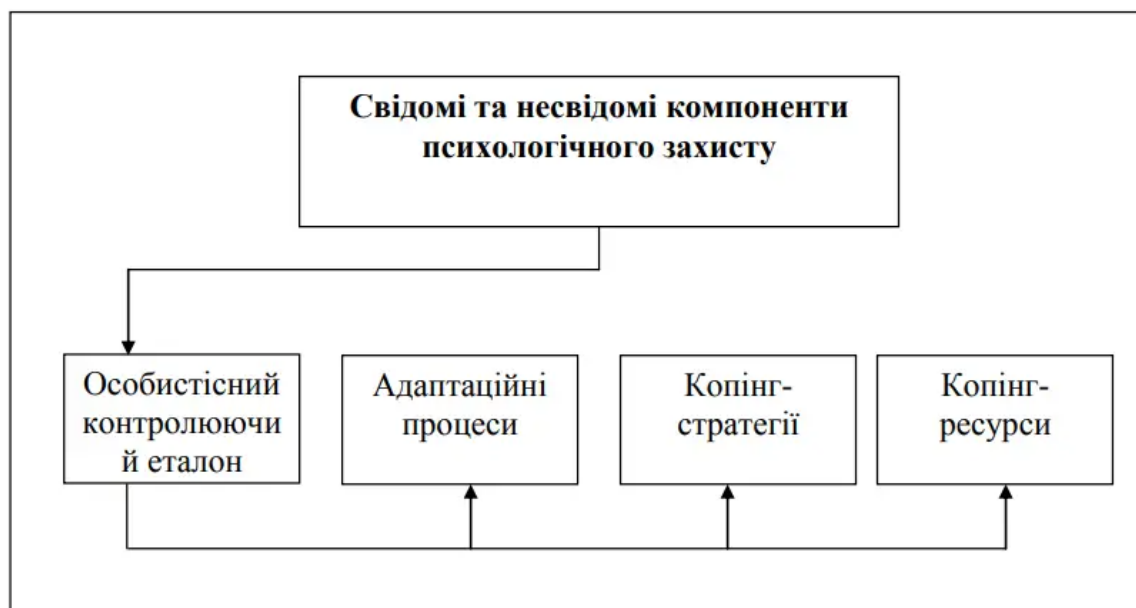 Свідомі та несвідомі компоненти
психологічного захисту
Особистісний
контролюючи
й еталон
Адаптаційні
процеси
Копінг-
стратегії
Копінг-
ресурси